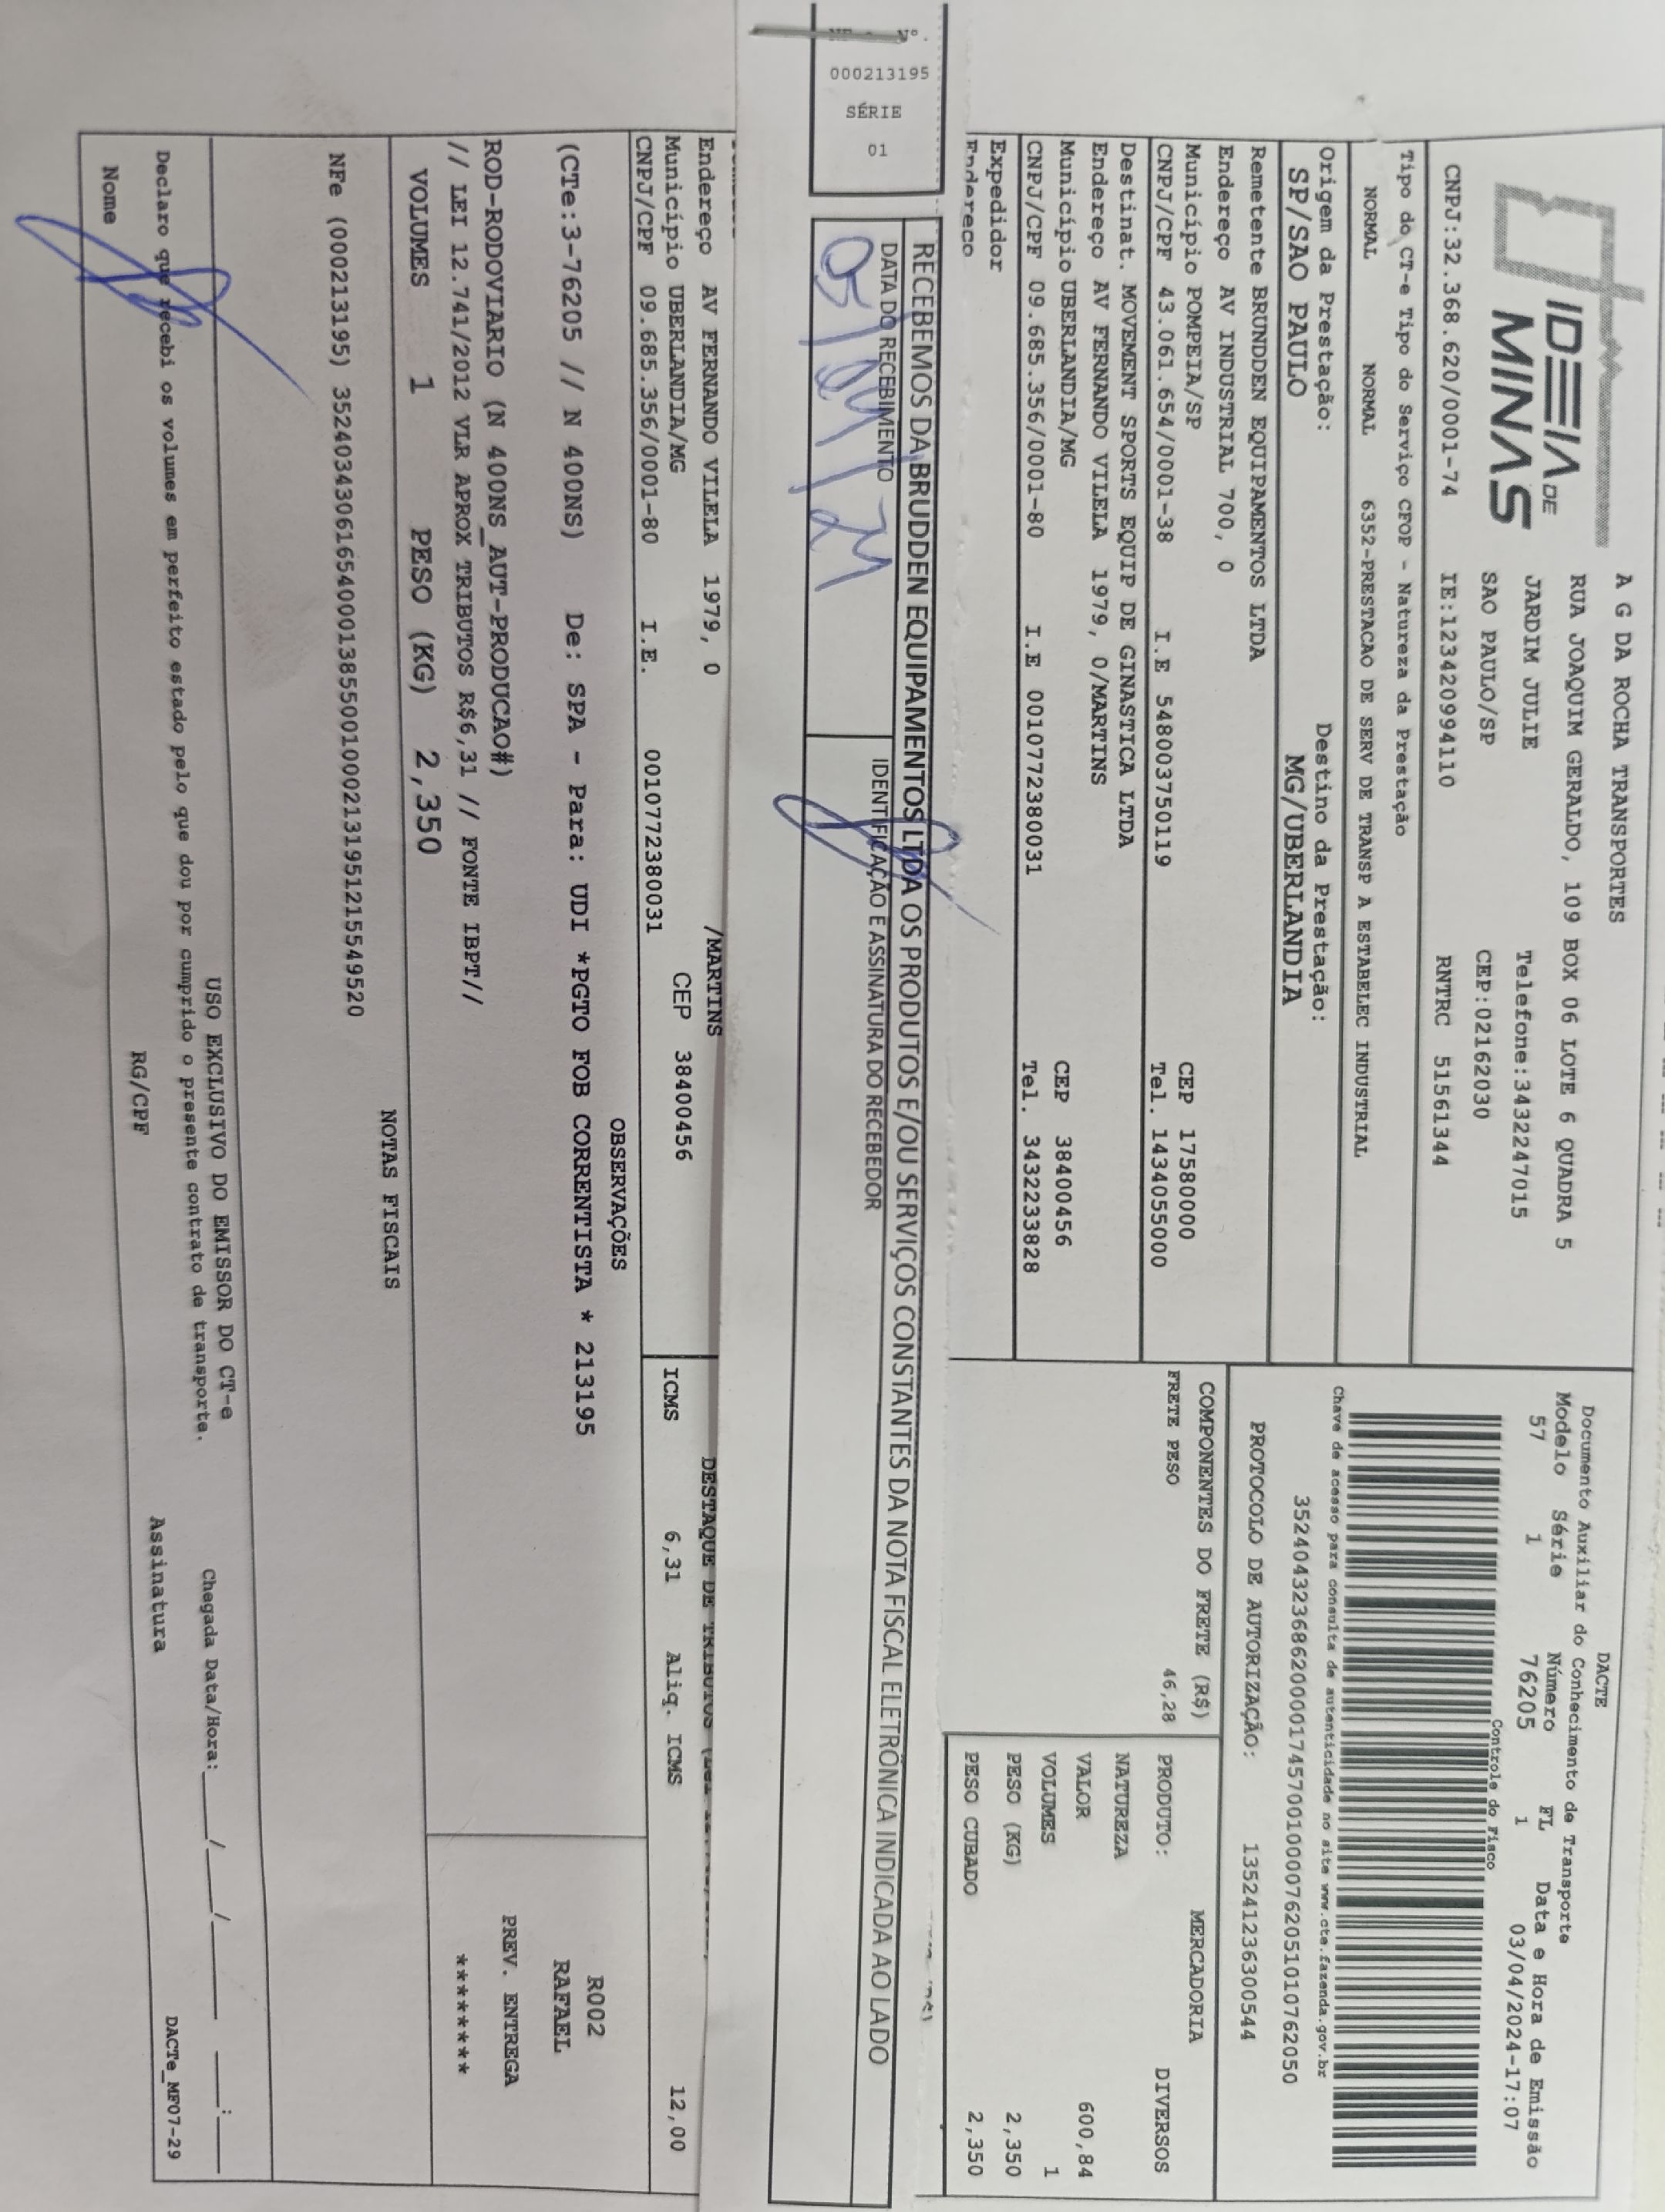 IDEIA DE
MINAS
A G DA ROCHA TRANSPORTES
RUA JOAQUIM GERALDO, 109 BOX 06 LOTE 6 QUADRA 5
JARDIM JULIE Telefone:3432247015
SAO PAULO/SP CEP:02162030
CNPJ:32.368.620/0001-74 IE:123420994110 RNTRC 51561344
Tipo do CT-e Tipo do Serviço CFOP - Natureza da Prestação
NORMAL NORMAL 6352-PRESTACAO DE SERV DE TRANSP A ESTABELEC INDUSTRIAL
Origem da Prestação: Destino da Prestação:
SP/SAO PAULO MG/UBERLANDIA
Remetente BRUNDDEN EQUIPAMENTOS LTDA
Endereço AV INDUSTRIAL 700, 0
Município POMPEIA/SP CEP 17580000
CNPJ/CPF 43.061.654/0001-38 I.E 548003750119 Tel. 1434055000
Destinat. MOVEMENT SPORTS EQUIP DE GINASTICA LTDA
Endereço AV FERNANDO VILELA 1979, 0/MARTINS
Município UBERLANDIA/MG CEP 38400456
CNPJ/CPF 09.685.356/0001-80 I.E 0010772380031 Tel. 3432233828
Expedidor
Endereço
DACTE
Documento Auxiliar do Conhecimento de Transporte
Modelo Série Número FL Data e Hora de Emissão
57 1 76205 1 03/04/2024-17:07
Controle do Fisco
Chave de acesso para consulta de autenticidade no site www.cte.fazenda.gov.br
35240432368620000174570010000762051010762050
PROTOCOLO DE AUTORIZAÇÃO: 135241236300544
COMPONENTES DO FRETE (R$)
FRETE PESO 46,28
MERCADORIA
PRODUTO: DIVERSOS
NATUREZA
VALOR 600,84
VOLUMES 1
PESO (KG) 2,350
PESO CUBADO 2,350
Nº.
000213195
SÉRIE
01
RECEBEMOS DA BRUDDEN EQUIPAMENTOS LTDA OS PRODUTOS E/OU SERVIÇOS CONSTANTES DA NOTA FISCAL ELETRÔNICA INDICADA AO LADO
DATA DO RECEBIMENTO IDENTIFICAÇÃO E ASSINATURA DO RECEBEDOR
Endereço AV FERNANDO VILELA 1979, 0 /MARTINS
Município UBERLANDIA/MG CEP 38400456
CNPJ/CPF 09.685.356/0001-80 I.E. 0010772380031
DESTAQUE DE TRIBUTOS
ICMS 6,31 Aliq. ICMS 12,00
OBSERVAÇÕES
(CTe:3-76205 // N 400NS) De: SPA - Para: UDI *PGTO FOB CORRENTISTA * 213195
R002
RAFAEL
ROD-RODOVIARIO (N 400NS_AUT-PRODUCAO#)
// LEI 12.741/2012 VLR APROX TRIBUTOS R$6,31 // FONTE IBPT//
PREV. ENTREGA
********
VOLUMES 1 PESO (KG) 2,350
NOTAS FISCAIS
NFe (000213195) 35240343061654000138550010002131951215549520
USO EXCLUSIVO DO EMISSOR DO CT-e
Declaro que recebi os volumes em perfeito estado pelo que dou por cumprido o presente contrato de transporte.
Chegada Data/Hora:___/___/_____ ___:___
Nome RG/CPF Assinatura
DACTe_MF07-29